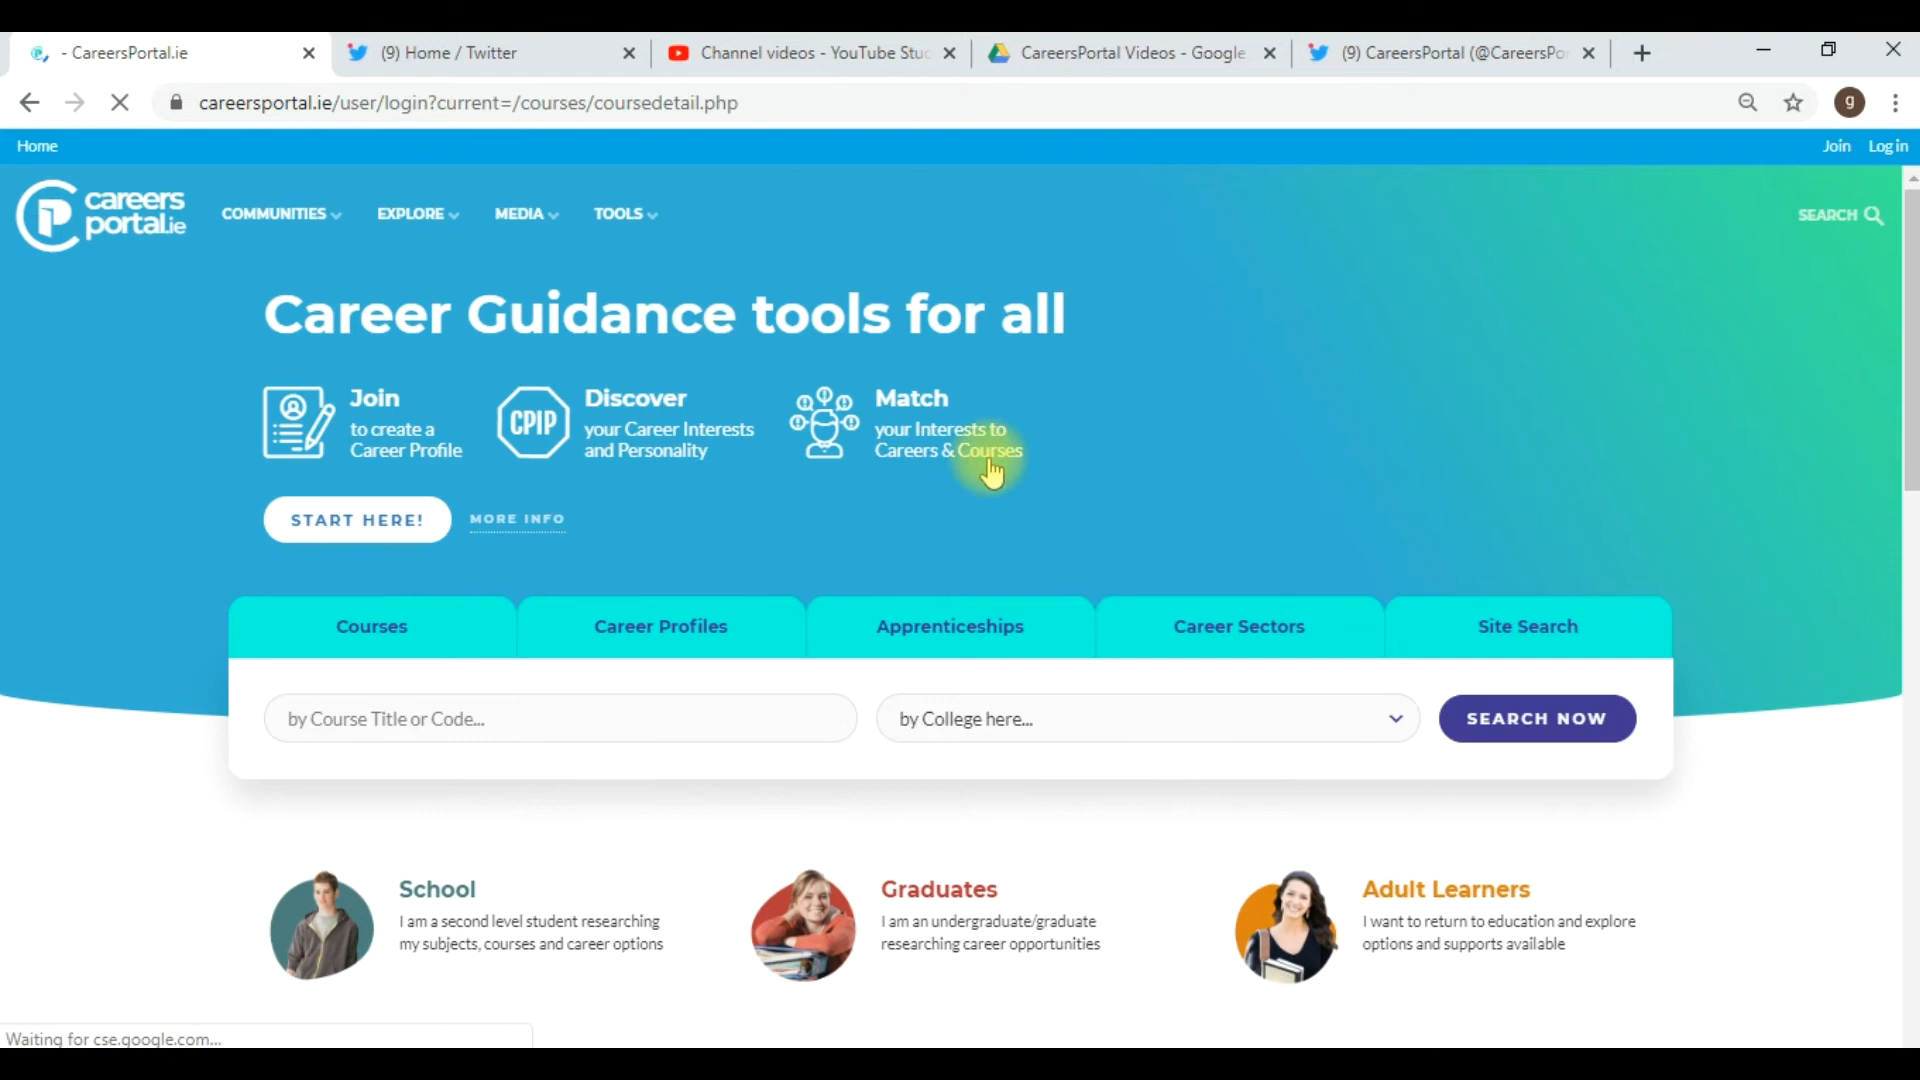 - CareersPortal.ie
(9) Home / Twitter
Channel videos - YouTube Stud
CareersPortal Videos - Google
(9) CareersPortal (@CareersPor
careersportal.ie/user/login?current=/courses/coursedetail.php
g
Home
Join
Log in
careers
portal.ie
COMMUNITIES
EXPLORE
MEDIA
TOOLS
SEARCH
Career Guidance tools for all
Join
to create a
Career Profile
CPIP
Discover
your Career Interests
and Personality
Match
your Interests to
Careers & Courses
START HERE!
MORE INFO
Courses
Career Profiles
Apprenticeships
Career Sectors
Site Search
by Course Title or Code...
by College here...
SEARCH NOW
School
I am a second level student researching
my subjects, courses and career options
Graduates
I am an undergraduate/graduate
researching career opportunities
Adult Learners
I want to return to education and explore
options and supports available
Waiting for cse.google.com...